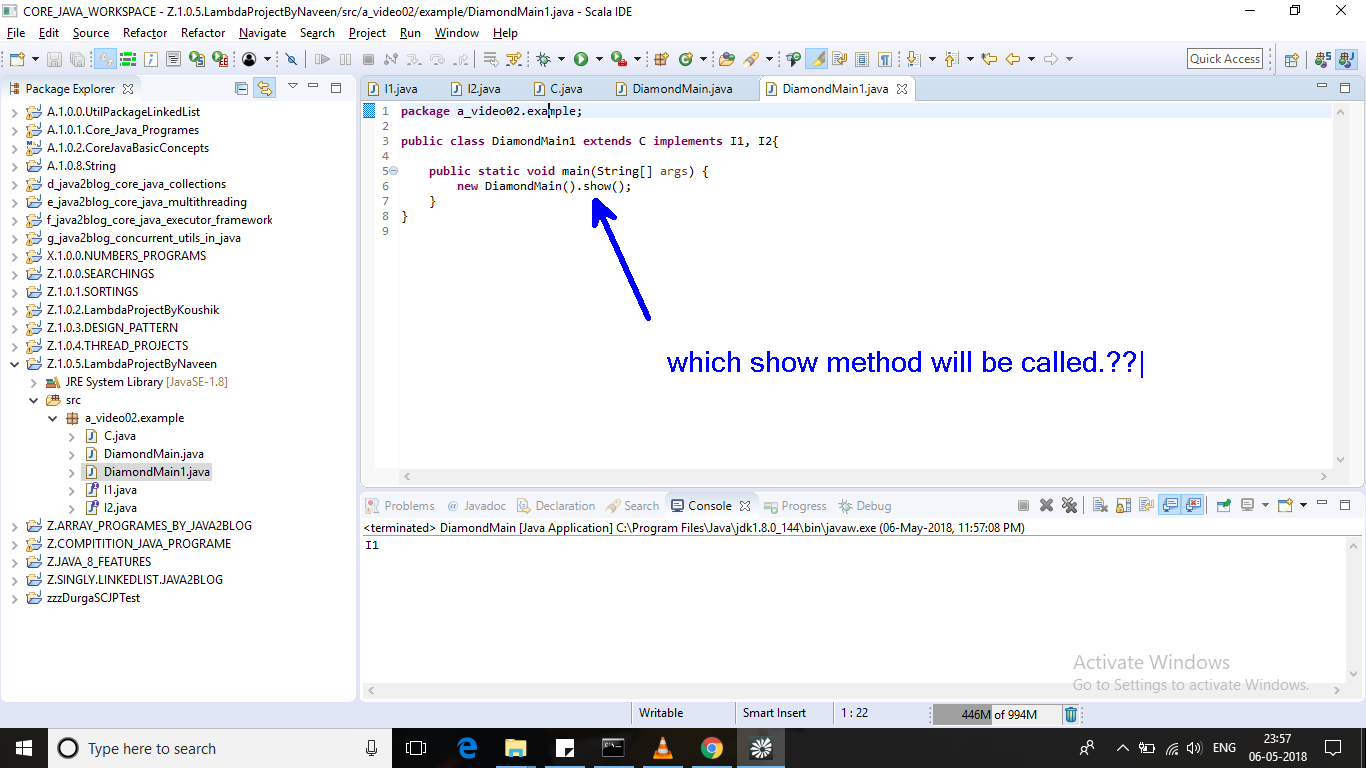 CORE_JAVA_WORKSPACE - Z.1.0.5.LambdaProjectByNaveen/src/a_video02/example/DiamondMain1.java - Scala IDE
File Edit Source Refactor Refactor Navigate Search Project Run Window Help
Quick Access
Package Explorer
A.1.0.0.UtilPackageLinkedList
A.1.0.1.Core_Java_Programes
A.1.0.2.CoreJavaBasicConcepts
A.1.0.8.String
d_java2blog_core_java_collections
e_java2blog_core_java_multithreading
f_java2blog_core_java_executor_framework
g_java2blog_concurrent_utils_in_java
X.1.0.0.NUMBERS_PROGRAMS
Z.1.0.0.SEARCHINGS
Z.1.0.1.SORTINGS
Z.1.0.2.LambdaProjectByKoushik
Z.1.0.3.DESIGN_PATTERN
Z.1.0.4.THREAD_PROJECTS
Z.1.0.5.LambdaProjectByNaveen
JRE System Library [JavaSE-1.8]
src
a_video02.example
C.java
DiamondMain.java
DiamondMain1.java
I1.java
I2.java
Z.ARRAY_PROGRAMES_BY_JAVA2BLOG
Z.COMPITITION_JAVA_PROGRAME
Z.JAVA_8_FEATURES
Z.SINGLY.LINKEDLIST.JAVA2BLOG
zzzDurgaSCJPTest
I1.java I2.java C.java DiamondMain.java DiamondMain1.java
1 package a_video02.example;
2
3 public class DiamondMain1 extends C implements I1, I2{
4
5 public static void main(String[] args) {
6 new DiamondMain().show();
7 }
8 }
9
which show method will be called.??|
Problems @ Javadoc Declaration Search Console Progress Debug
<terminated> DiamondMain [Java Application] C:\Program Files\Java\jdk1.8.0_144\bin\javaw.exe (06-May-2018, 11:57:08 PM)
I1
Activate Windows
Go to Settings to activate Windows.
Writable Smart Insert 1 : 22 446M of 994M
Type here to search
ENG
23:57
06-05-2018